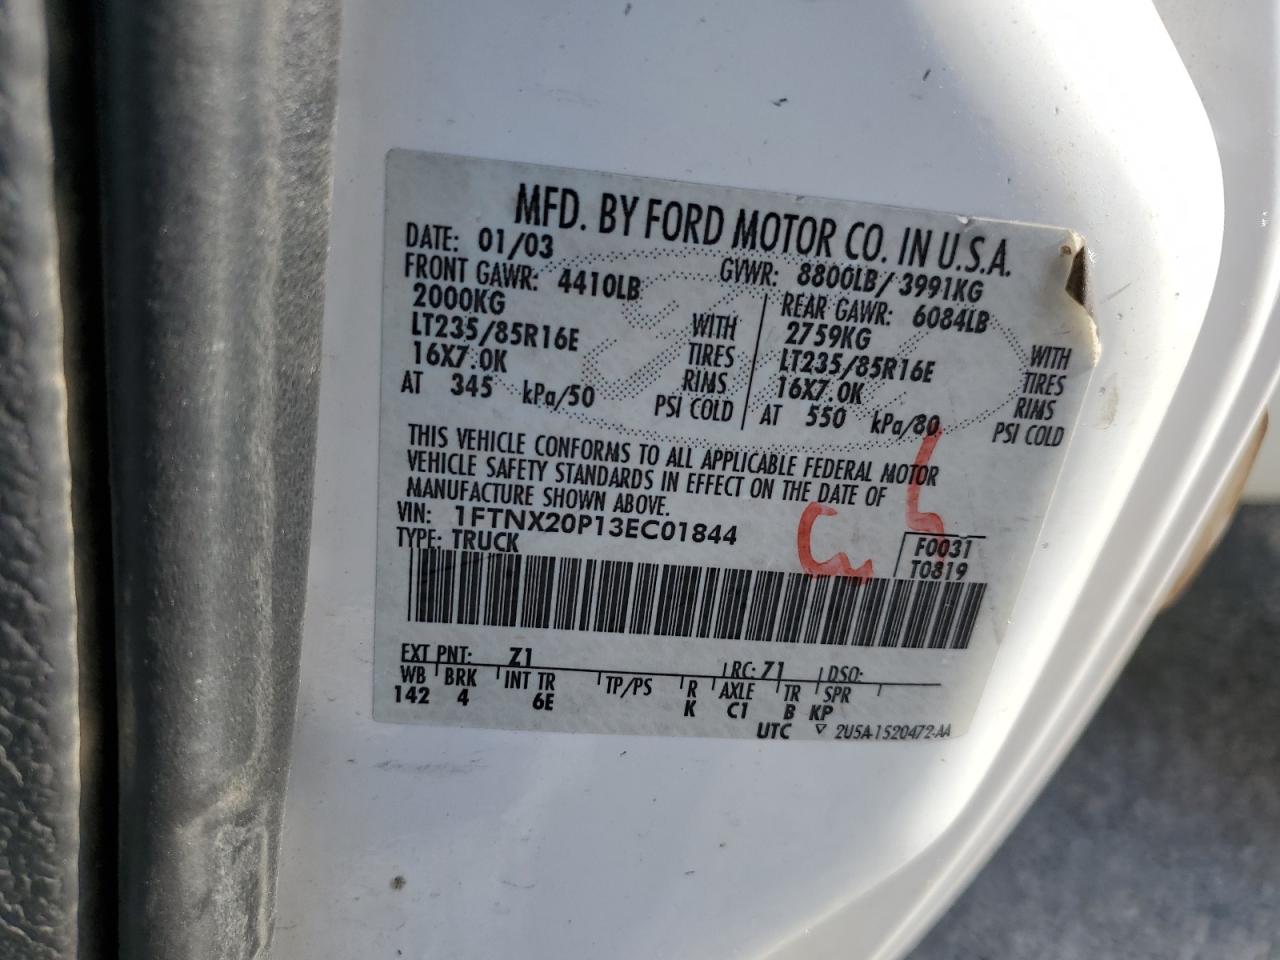 MFD. BY FORD MOTOR CO. IN U.S.A.
DATE: 01/03 GVWR: 8800LB/ 3991KG
FRONT GAWR: 4410LB REAR GAWR: 6084LB
2000KG WITH 2759KG WITH
LT235/85R16E TIRES LT235/85R16E TIRES
16X7.0K RIMS 16X7.0K RIMS
AT 345 kPa/50 PSI COLD AT 550 kPa/80 PSI COLD
THIS VEHICLE CONFORMS TO ALL APPLICABLE FEDERAL MOTOR
VEHICLE SAFETY STANDARDS IN EFFECT ON THE DATE OF
MANUFACTURE SHOWN ABOVE.
VIN: 1FTNX20P13EC01844 F0031
TYPE: TRUCK T0819
EXT PNT: Z1 RC: Z1 DSO:
WB BRK INT TR TP/PS R AXLE TR SPR
142 4 6E K C1 B KP
UTC ▽ 2U5A-1520472-AA